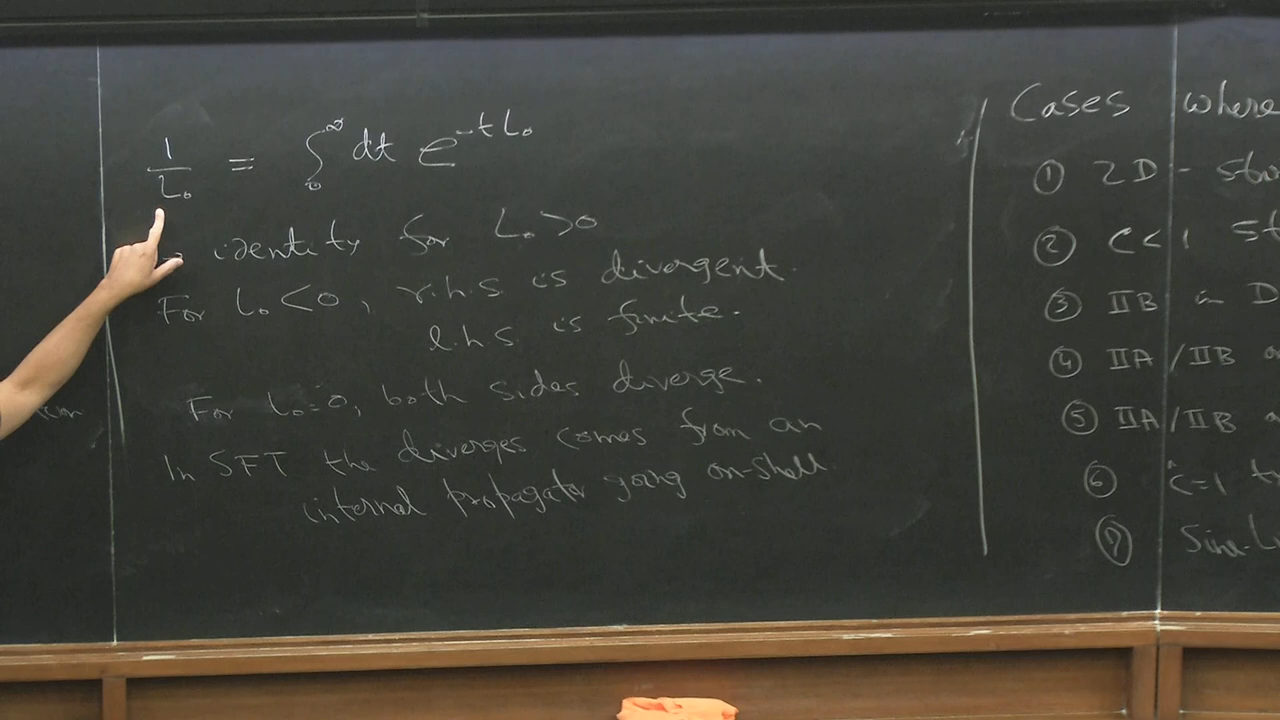 1/L₀ = ∫₀^∞ dt e^{-tL₀}
→ identity for L₀>0
For L₀<0, r.h.s. is divergent.
l.h.s. is finite.
For L₀=0, both sides diverge.
In SFT the diverges comes from an
internal propagator going on-shell
Cases where
① 2D - 
② C<1 st
③ IIB in D
④ IIA/IIB
⑤ IIA/IIB
⑥ ĉ=1 t
⑦ Sine-L